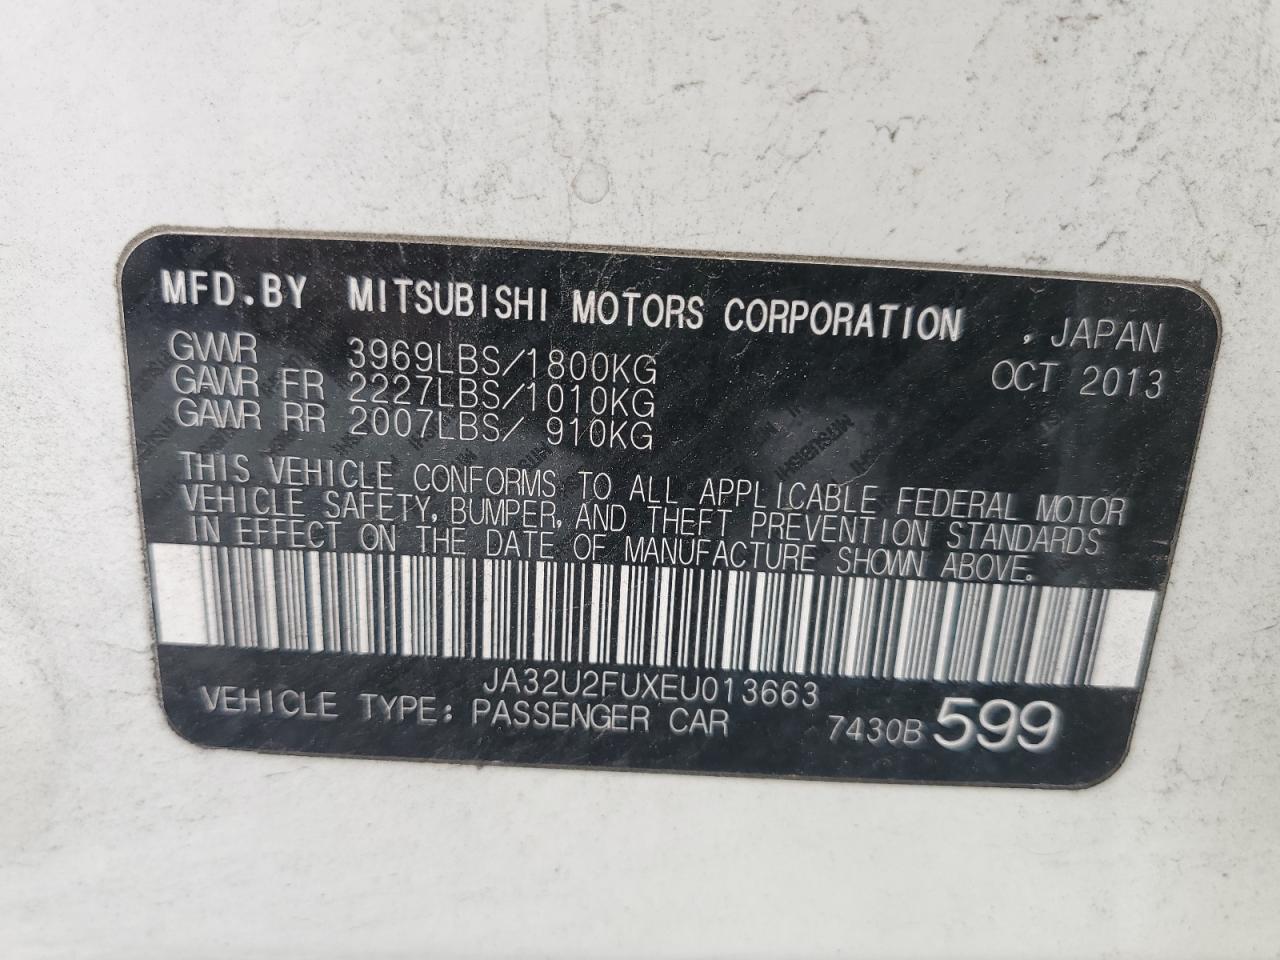 MFD.BY MITSUBISHI MOTORS CORPORATION , JAPAN
GWWR 3969LBS/1800KG OCT 2013
GAWR FR 2227LBS/1010KG
GAWR RR 2007LBS/ 910KG
THIS VEHICLE CONFORMS TO ALL APPLICABLE FEDERAL MOTOR
VEHICLE SAFETY, BUMPER, AND THEFT PREVENTION STANDARDS
IN EFFECT ON THE DATE OF MANUFACTURE SHOWN ABOVE.
JA32U2FUXEU013663
VEHICLE TYPE: PASSENGER CAR 7430B 599